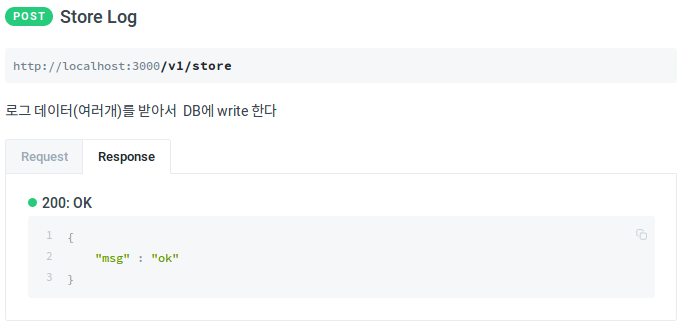 POST Store Log
http://localhost:3000/v1/store
로그 데이터(여러개)를 받아서 DB에 write 한다
Request Response
200: OK
1 {
2 "msg" : "ok"
3 }